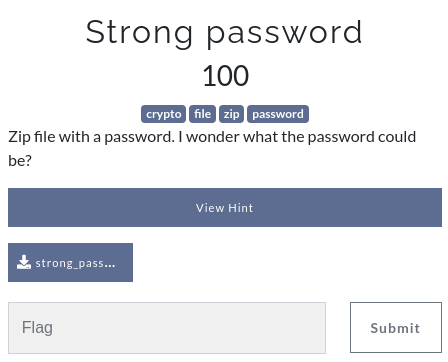 Strong password
100
crypto file zip password
Zip file with a password. I wonder what the password could
be?
View Hint
strong_pass...
Flag
Submit